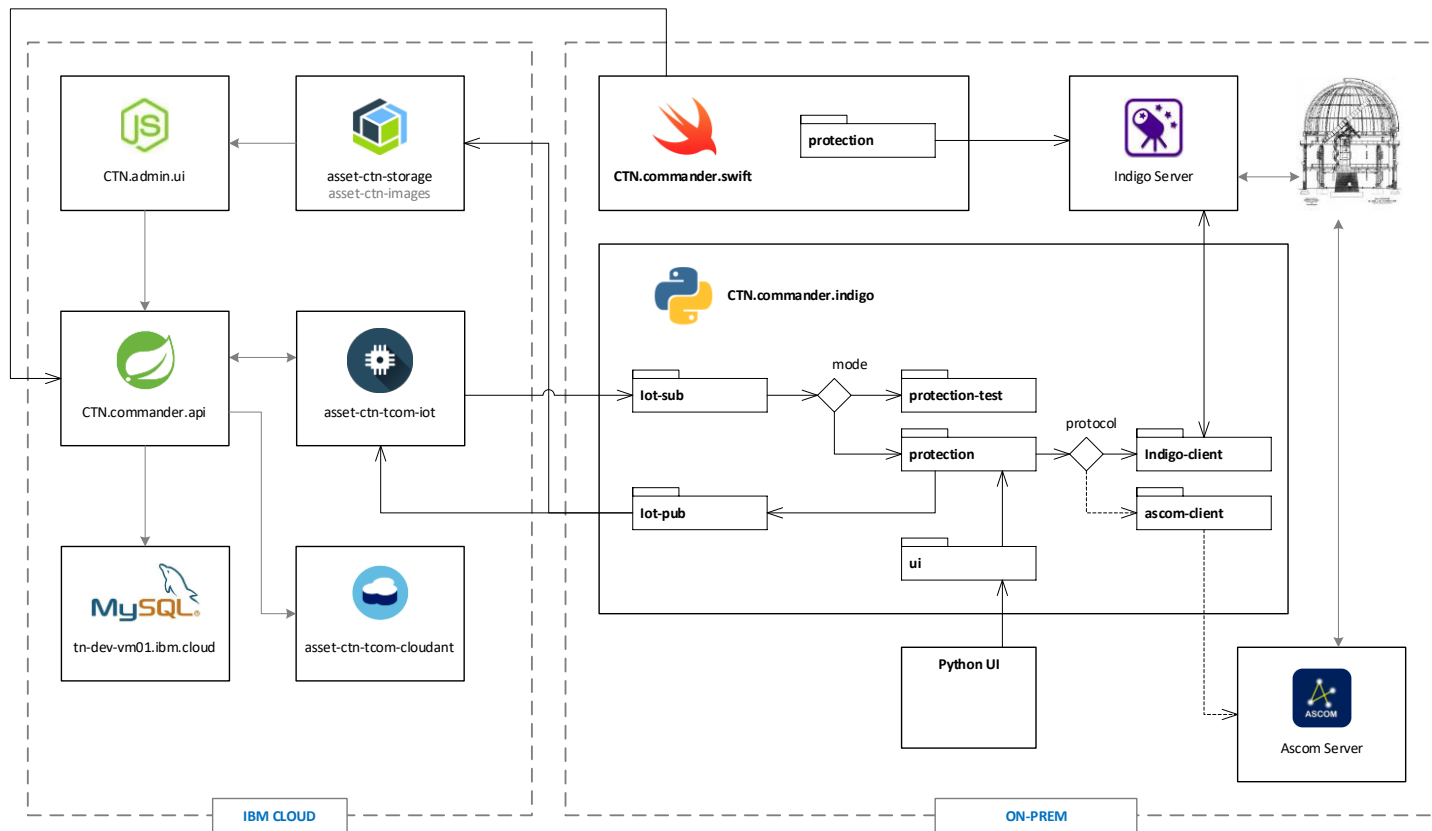 CTN.admin.ui
asset-ctn-storage
asset-ctn-images
JS
CTN.commander.swift
protection
Indigo Server
CTN.commander.indigo
CTN.commander.api
asset-ctn-tcom-iot
Iot-sub
mode
protection-test
protection
protocol
Indigo-client
Iot-pub
ascom-client
ui
MySQL
tn-dev-vm01.ibm.cloud
asset-ctn-tcom-cloudant
Python UI
ASCOM
Ascom Server
IBM CLOUD
ON-PREM